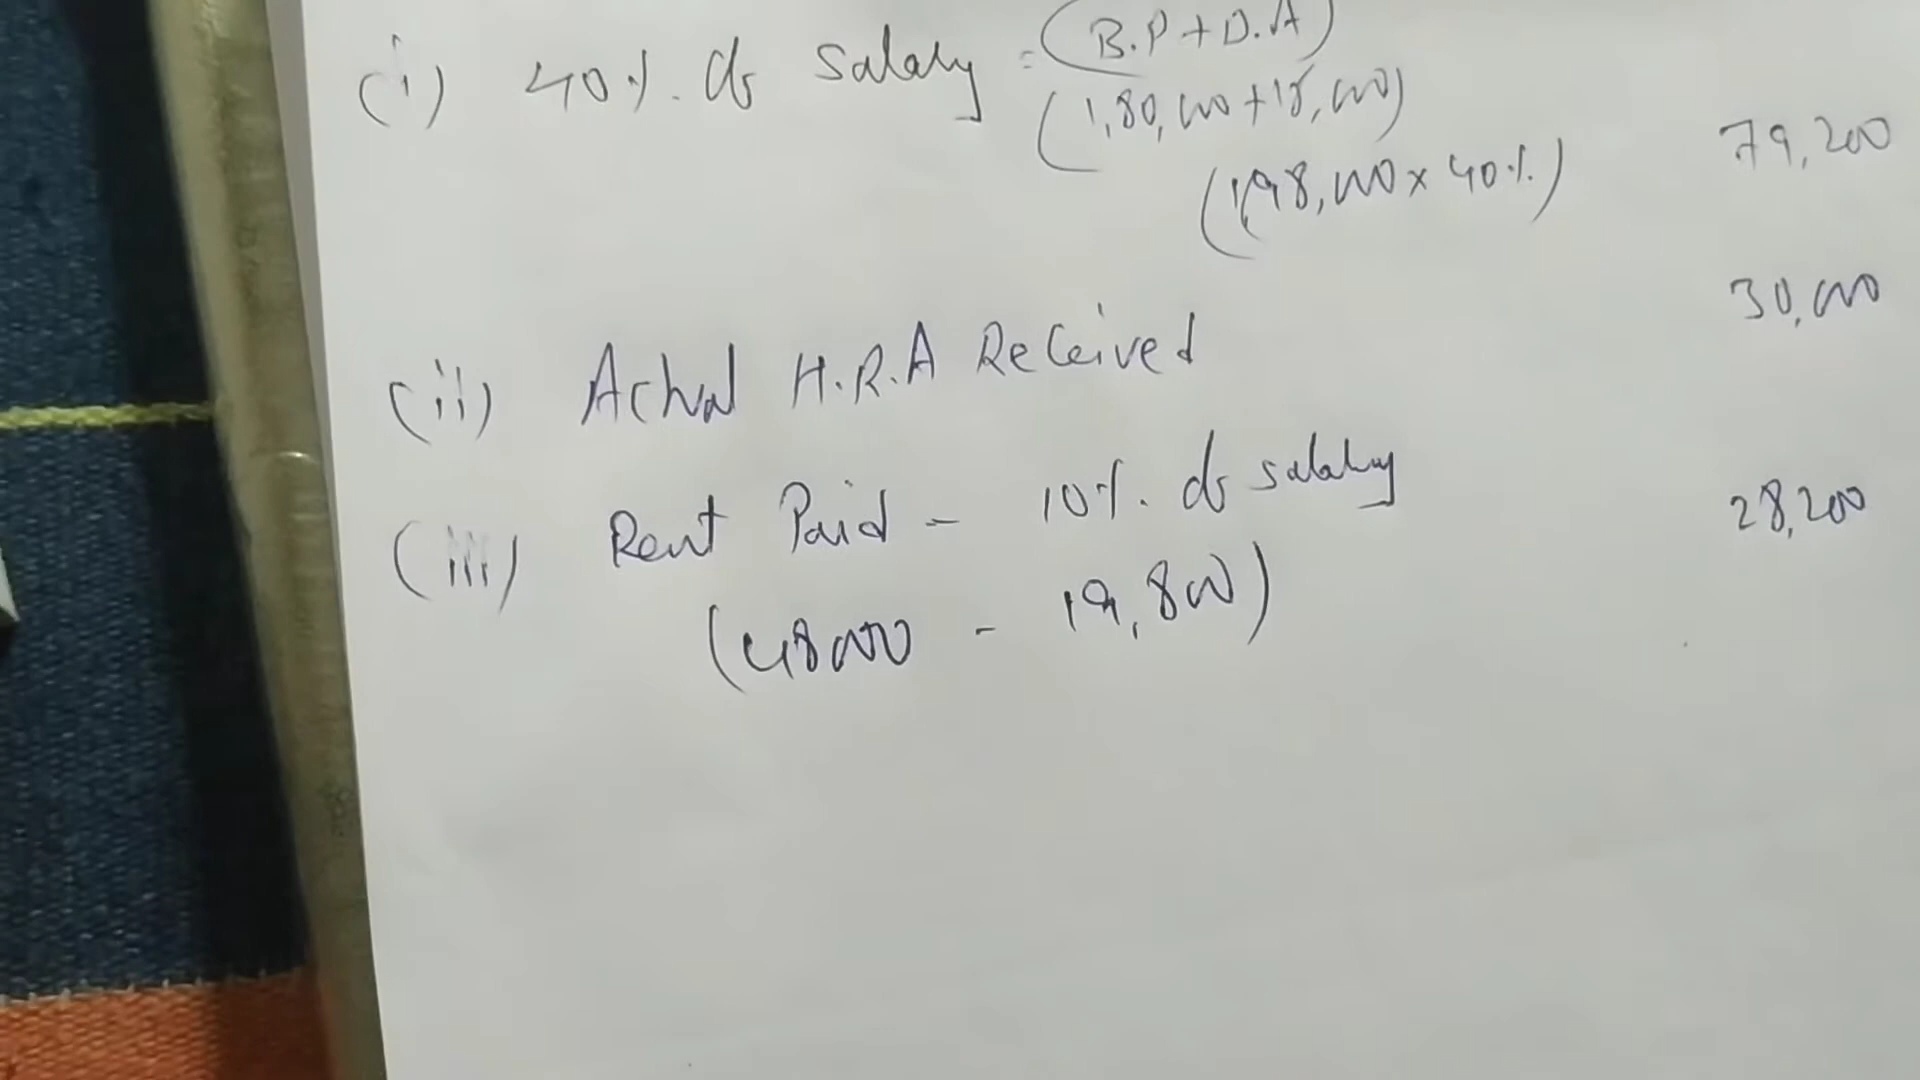 (i) 40%. of salary = (B.P + D.A)
(1,80,000 + 18,000)
(1,98,000 x 40%.) 79,200
(ii) Actual H.R.A Received 30,000
(iii) Rent Paid - 10%. of salary 28,200
(48000 - 19,800)